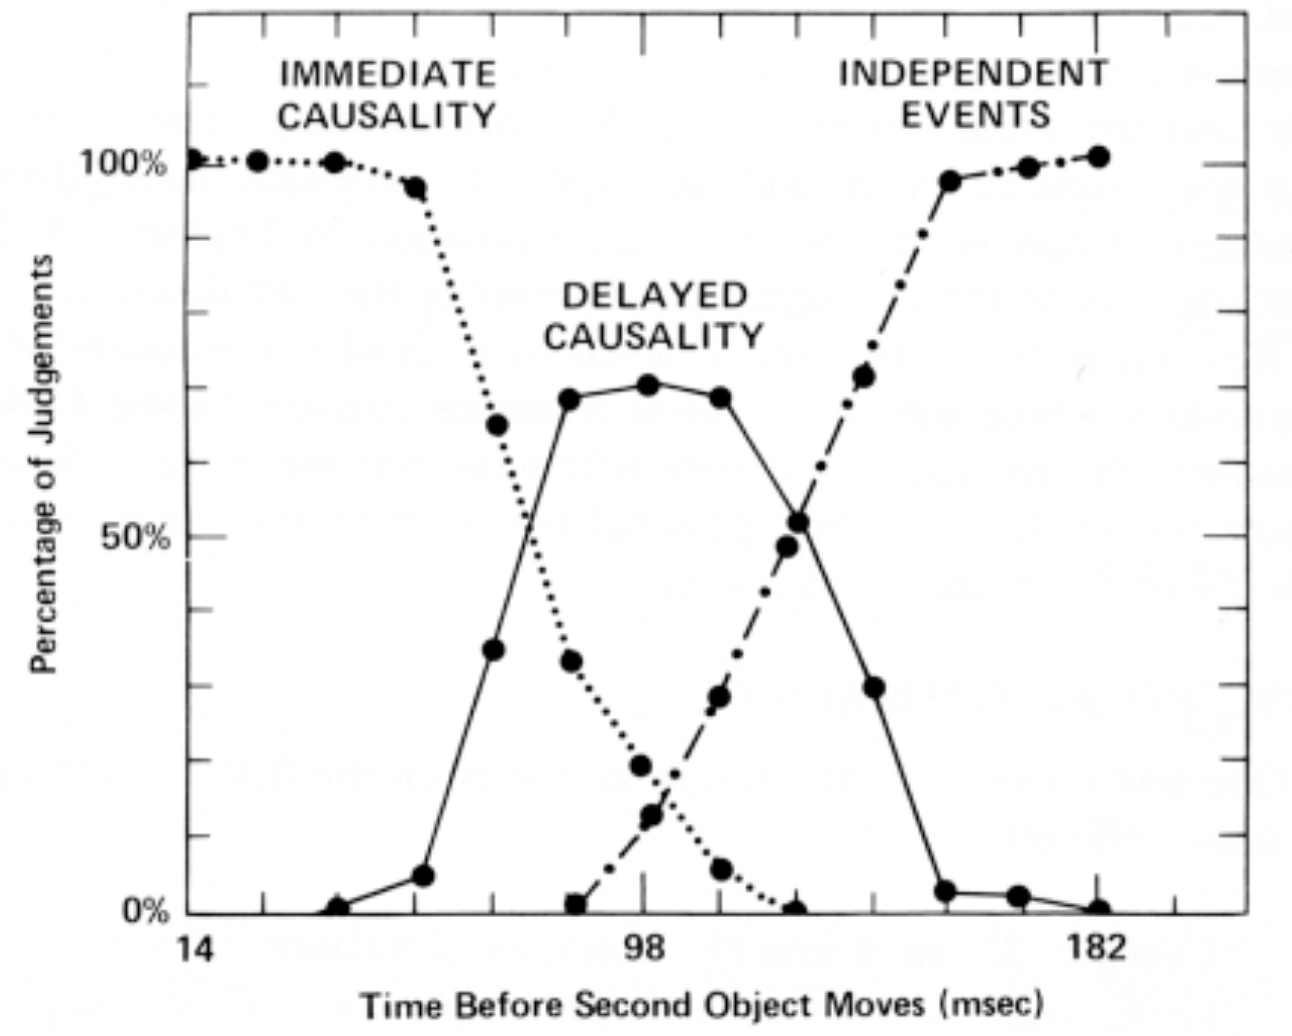 IMMEDIATE
CAUSALITY
INDEPENDENT
EVENTS
DELAYED
CAUSALITY
100%
50%
0%
Percentage of Judgements
14
98
182
Time Before Second Object Moves (msec)